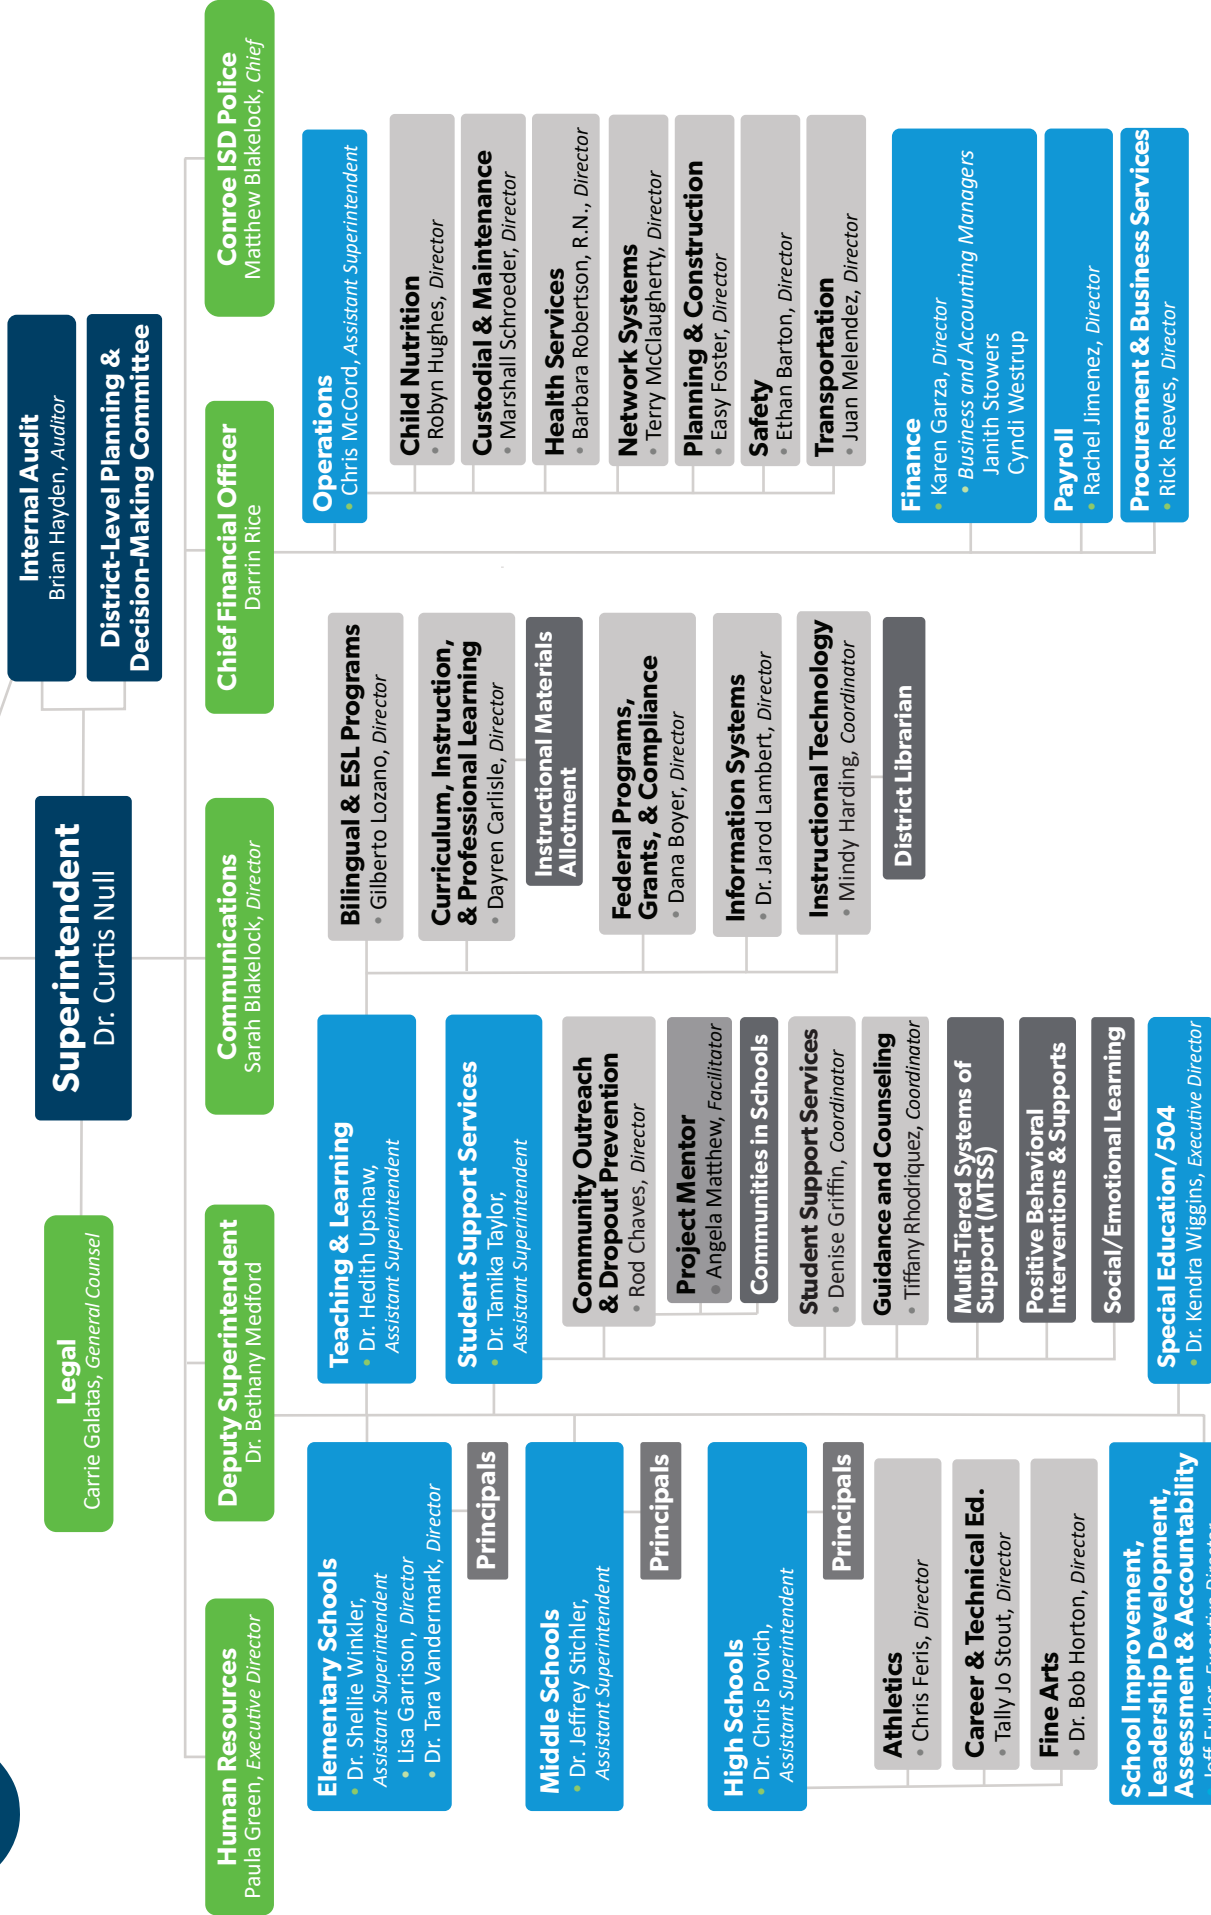 Internal Audit
Brian Hayden, Auditor
District-Level Planning &
Decision-Making Committee
Superintendent
Dr. Curtis Null
Legal
Carrie Galatas, General Counsel
Human Resources
Paula Green, Executive Director
Deputy Superintendent
Dr. Bethany Medford
Communications
Sarah Blakelock, Director
Chief Financial Officer
Darrin Rice
Conroe ISD Police
Matthew Blakelock, Chief
Elementary Schools
• Dr. Shellie Winkler,
Assistant Superintendent
• Lisa Garrison, Director
• Dr. Tara Vandermark, Director
Principals
Middle Schools
• Dr. Jeffrey Stichler,
Assistant Superintendent
Principals
High Schools
• Dr. Chris Povich,
Assistant Superintendent
Principals
Athletics
• Chris Feris, Director
Career & Technical Ed.
• Tally Jo Stout, Director
Fine Arts
• Dr. Bob Horton, Director
School Improvement,
Leadership Development,
Assessment & Accountability
Jeff Fuller, Executive Director
Teaching & Learning
• Dr. Hedith Upshaw,
Assistant Superintendent
Student Support Services
• Dr. Tamika Taylor,
Assistant Superintendent
Community Outreach
& Dropout Prevention
• Rod Chaves, Director
Project Mentor
• Angela Matthew, Facilitator
Communities in Schools
Student Support Services
• Denise Griffin, Coordinator
Guidance and Counseling
• Tiffany Rhodriquez, Coordinator
Multi-Tiered Systems of
Support (MTSS)
Positive Behavioral
Interventions & Supports
Social/Emotional Learning
Special Education/504
• Dr. Kendra Wiggins, Executive Director
Bilingual & ESL Programs
• Gilberto Lozano, Director
Curriculum, Instruction,
& Professional Learning
• Dayren Carlisle, Director
Instructional Materials
Allotment
Federal Programs,
Grants, & Compliance
• Dana Boyer, Director
Information Systems
• Dr. Jarod Lambert, Director
Instructional Technology
• Mindy Harding, Coordinator
District Librarian
Operations
• Chris McCord, Assistant Superintendent
Child Nutrition
• Robyn Hughes, Director
Custodial & Maintenance
• Marshall Schroeder, Director
Health Services
• Barbara Robertson, R.N., Director
Network Systems
• Terry McClaugherty, Director
Planning & Construction
• Easy Foster, Director
Safety
• Ethan Barton, Director
Transportation
• Juan Melendez, Director
Finance
• Karen Garza, Director
• Business and Accounting Managers
Janith Stowers
Cyndi Westrup
Payroll
• Rachel Jimenez, Director
Procurement & Business Services
• Rick Reeves, Director